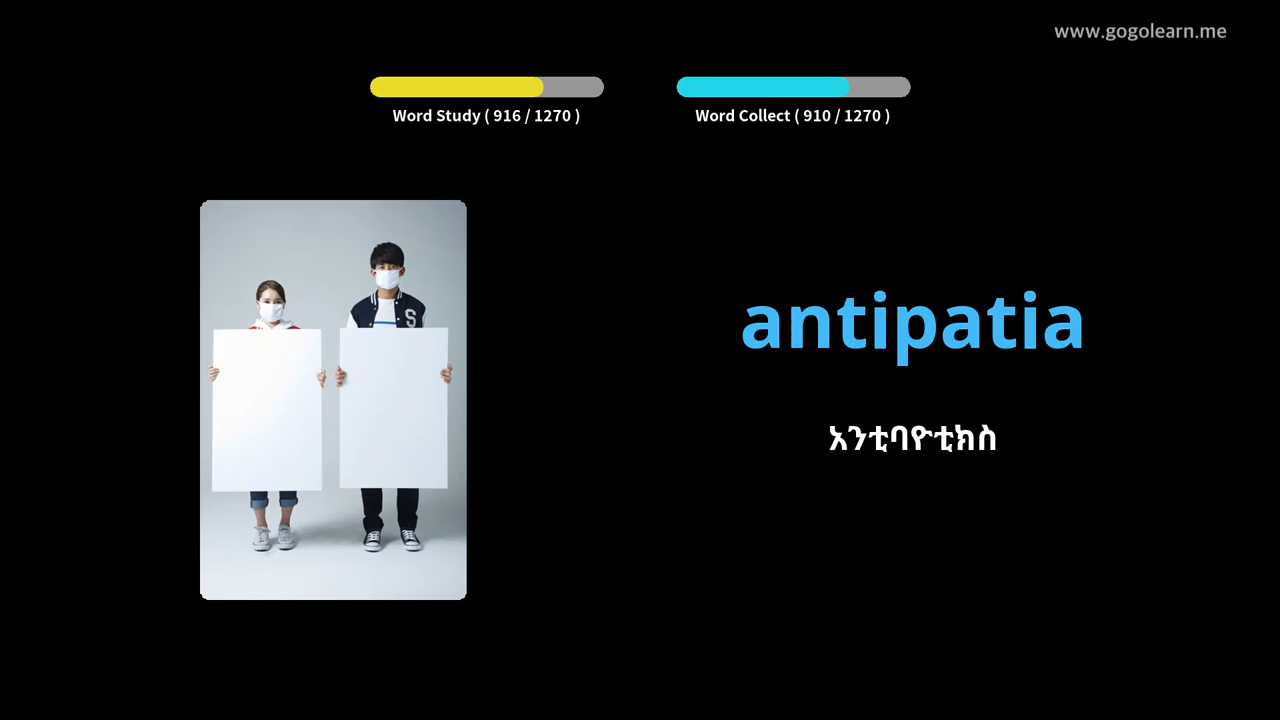 www.gogolearn.me
Word Study ( 916 / 1270 )
Word Collect ( 910 / 1270 )
S
antipatia
አንቲባዮቲክስ